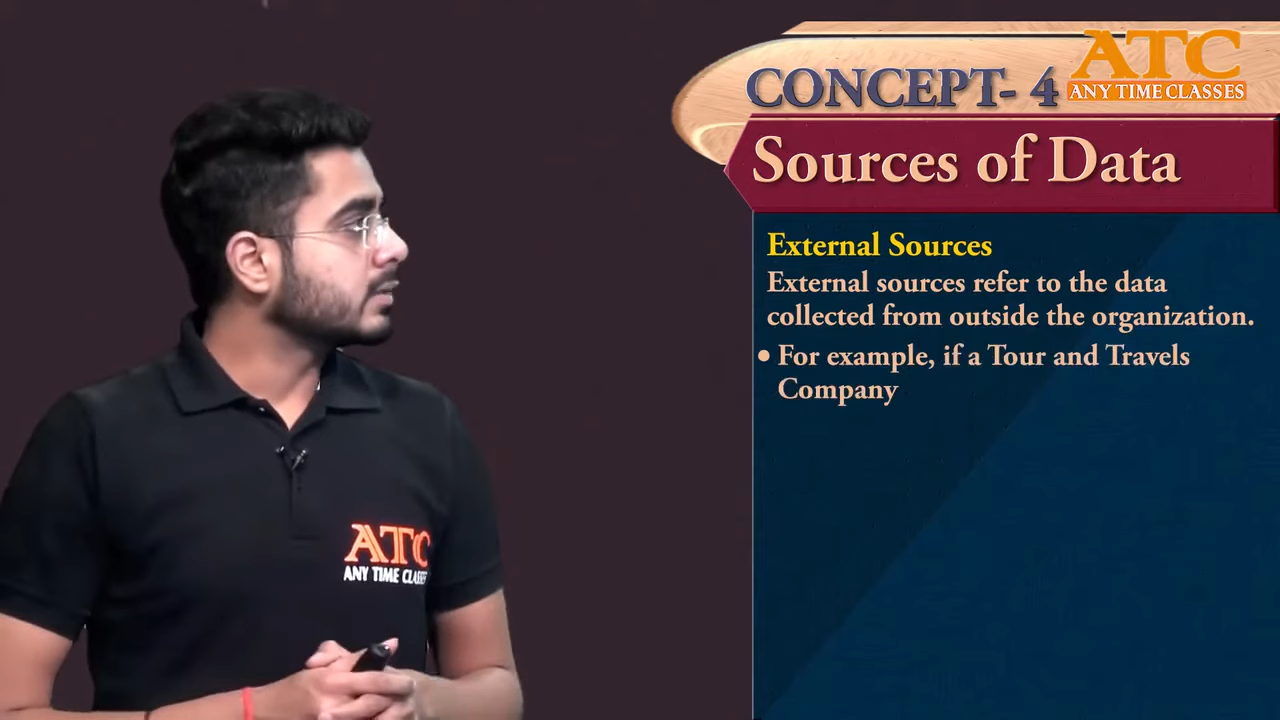 CONCEPT- 4
ATC
ANY TIME CLASSES
Sources of Data
External Sources
External sources refer to the data
collected from outside the organization.
• For example, if a Tour and Travels
Company
ATC
ANY TIME CLASSES